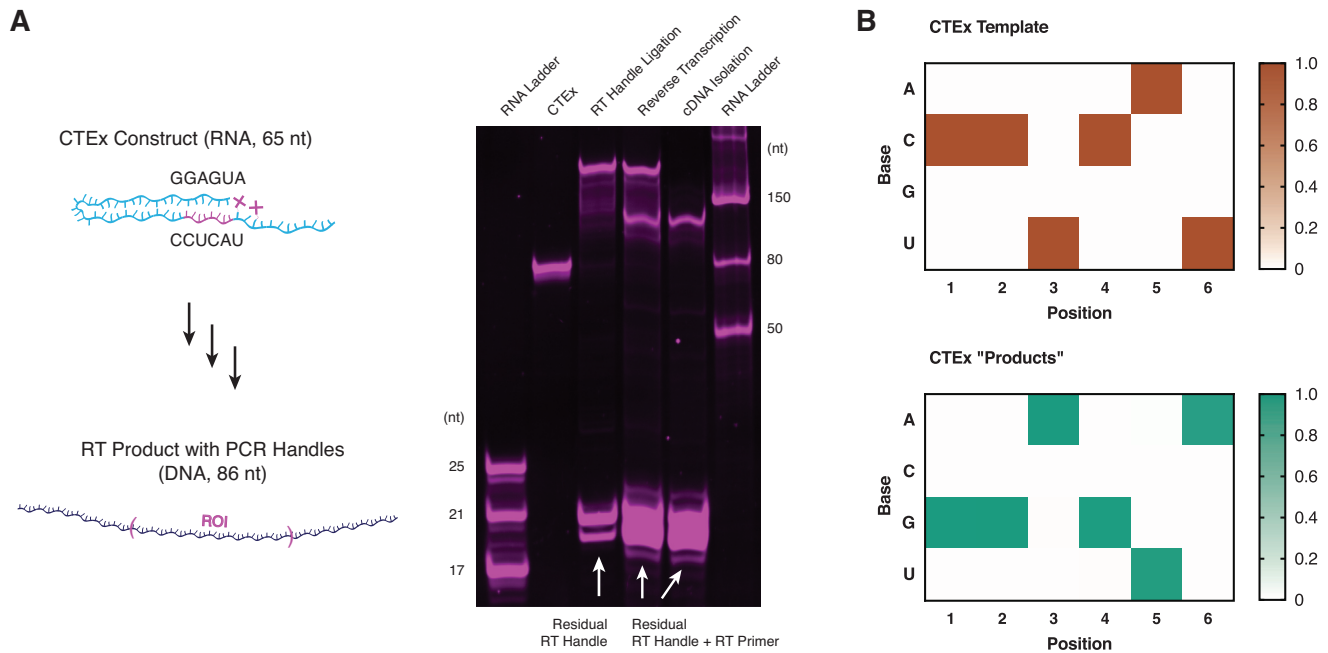 A
CTEx Construct (RNA, 65 nt)
GGAGUA
CCUCAU
RT Product with PCR Handles
(DNA, 86 nt)
ROI
RNA Ladder
CTEx
RT Handle Ligation
Reverse Transcription
cDNA Isolation
RNA Ladder
(nt)
150
80
50
(nt)
25
21
17
Residual
RT Handle
Residual
RT Handle + RT Primer
B
CTEx Template
A
C
G
U
Base
1 2 3 4 5 6
Position
1.0
0.8
0.6
0.4
0.2
0
CTEx "Products"
A
C
G
U
Base
1 2 3 4 5 6
Position
1.0
0.8
0.6
0.4
0.2
0